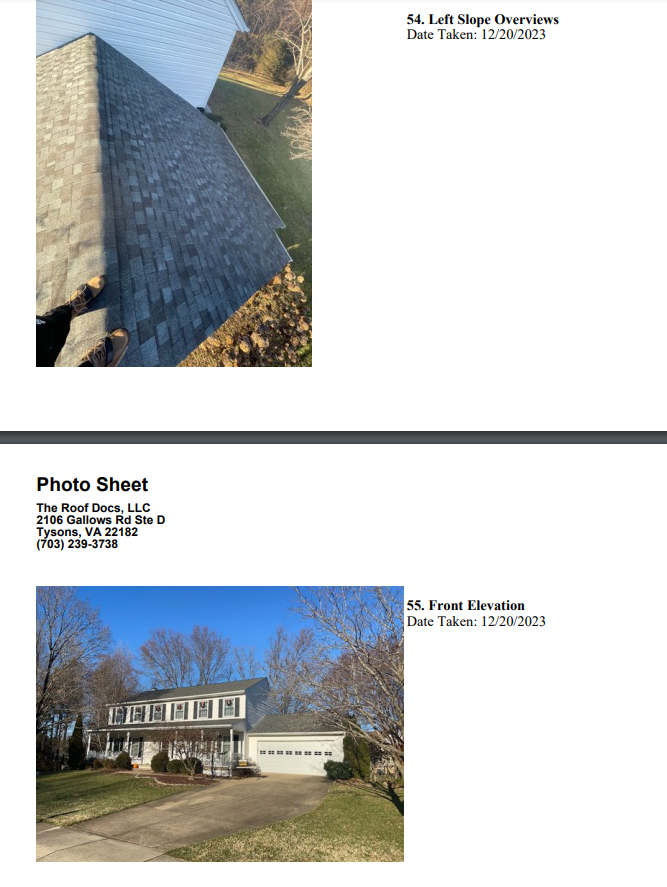 54. Left Slope Overviews
Date Taken: 12/20/2023
Photo Sheet
The Roof Docs, LLC
2106 Gallows Rd Ste D
Tysons, VA 22182
(703) 239-3738
55. Front Elevation
Date Taken: 12/20/2023